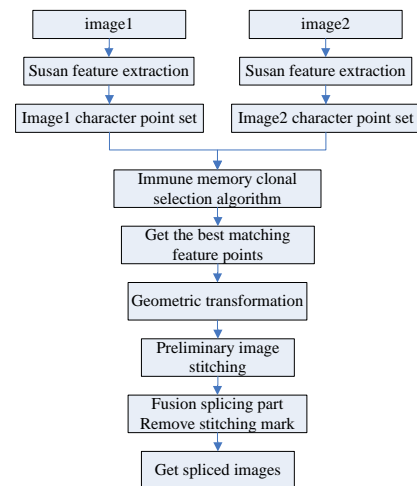 image1
image2
Susan feature extraction
Susan feature extraction
Image1 character point set
Image2 character point set
Immune memory clonal
selection algorithm
Get the best matching
feature points
Geometric transformation
Preliminary image
stitching
Fusion splicing part
Remove stitching mark
Get spliced images